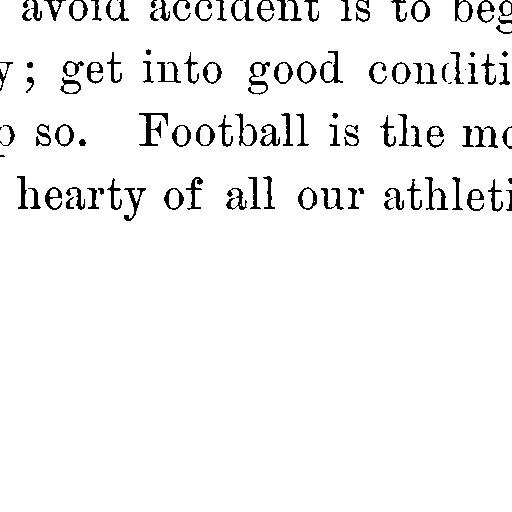 avoid accident is to beg
; get into good conditi
so. Football is the mo
hearty of all our athleti